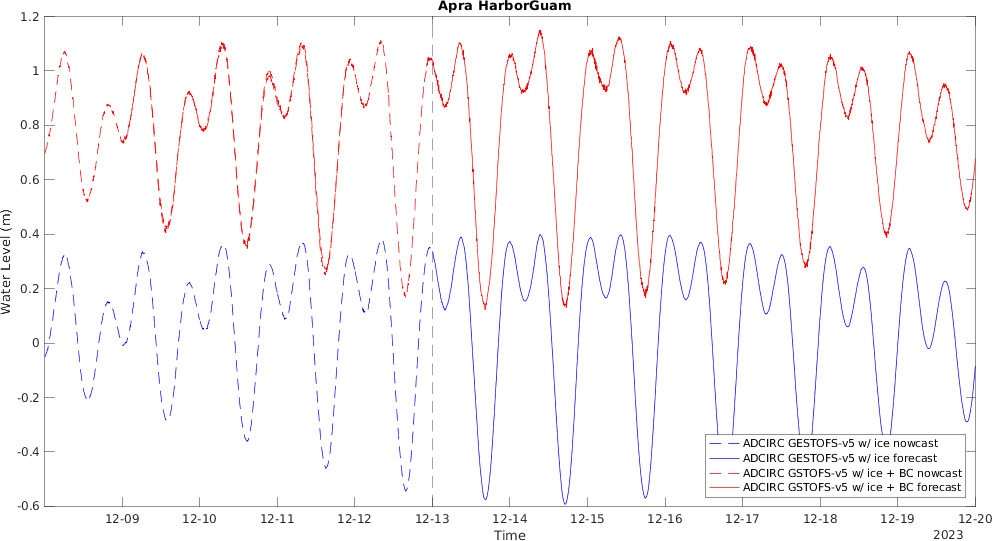 Apra HarborGuam
1.2
1
0.8
0.6
0.4
0.2
0
-0.2
-0.4
-0.6
Water Level (m)
ADCIRC GESTOFS-v5 w/ ice nowcast
ADCIRC GESTOFS-v5 w/ ice forecast
ADCIRC GSTOFS-v5 w/ ice + BC nowcast
ADCIRC GSTOFS-v5 w/ ice + BC forecast
12-09 12-10 12-11 12-12 12-13 12-14 12-15 12-16 12-17 12-18 12-19 12-20
Time
2023